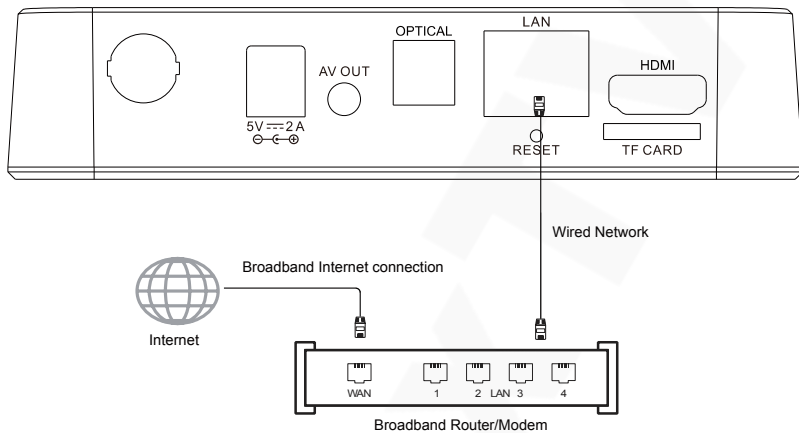 OPTICAL
LAN
HDMI
AV OUT
5V⎓2A
RESET
TF CARD
Wired Network
Broadband Internet connection
Internet
WAN
1
2
LAN
3
4
Broadband Router/Modem